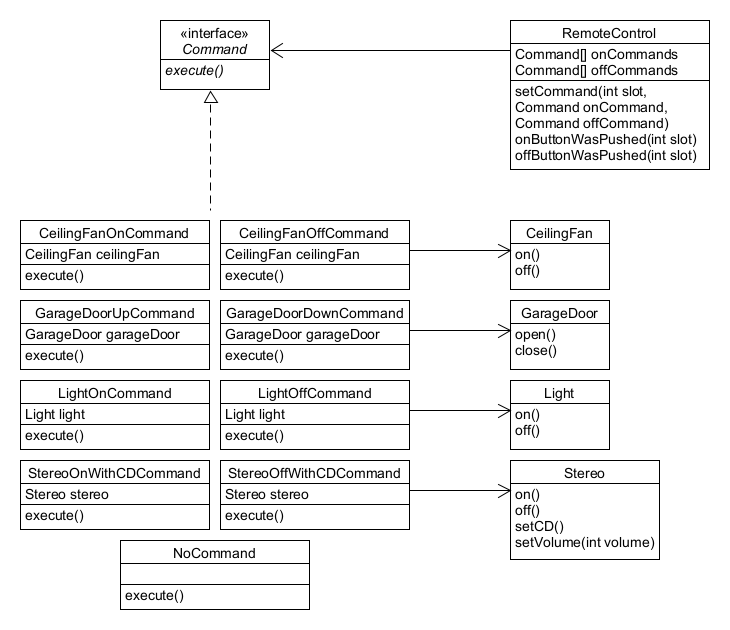 «interface»
Command
execute()
RemoteControl
Command[] onCommands
Command[] offCommands
setCommand(int slot,
Command onCommand,
Command offCommand)
onButtonWasPushed(int slot)
offButtonWasPushed(int slot)
CeilingFanOnCommand
CeilingFan ceilingFan
execute()
CeilingFanOffCommand
CeilingFan ceilingFan
execute()
CeilingFan
on()
off()
GarageDoorUpCommand
GarageDoor garageDoor
execute()
GarageDoorDownCommand
GarageDoor garageDoor
execute()
GarageDoor
open()
close()
LightOnCommand
Light light
execute()
LightOffCommand
Light light
execute()
Light
on()
off()
StereoOnWithCDCommand
Stereo stereo
execute()
StereoOffWithCDCommand
Stereo stereo
execute()
Stereo
on()
off()
setCD()
setVolume(int volume)
NoCommand
execute()